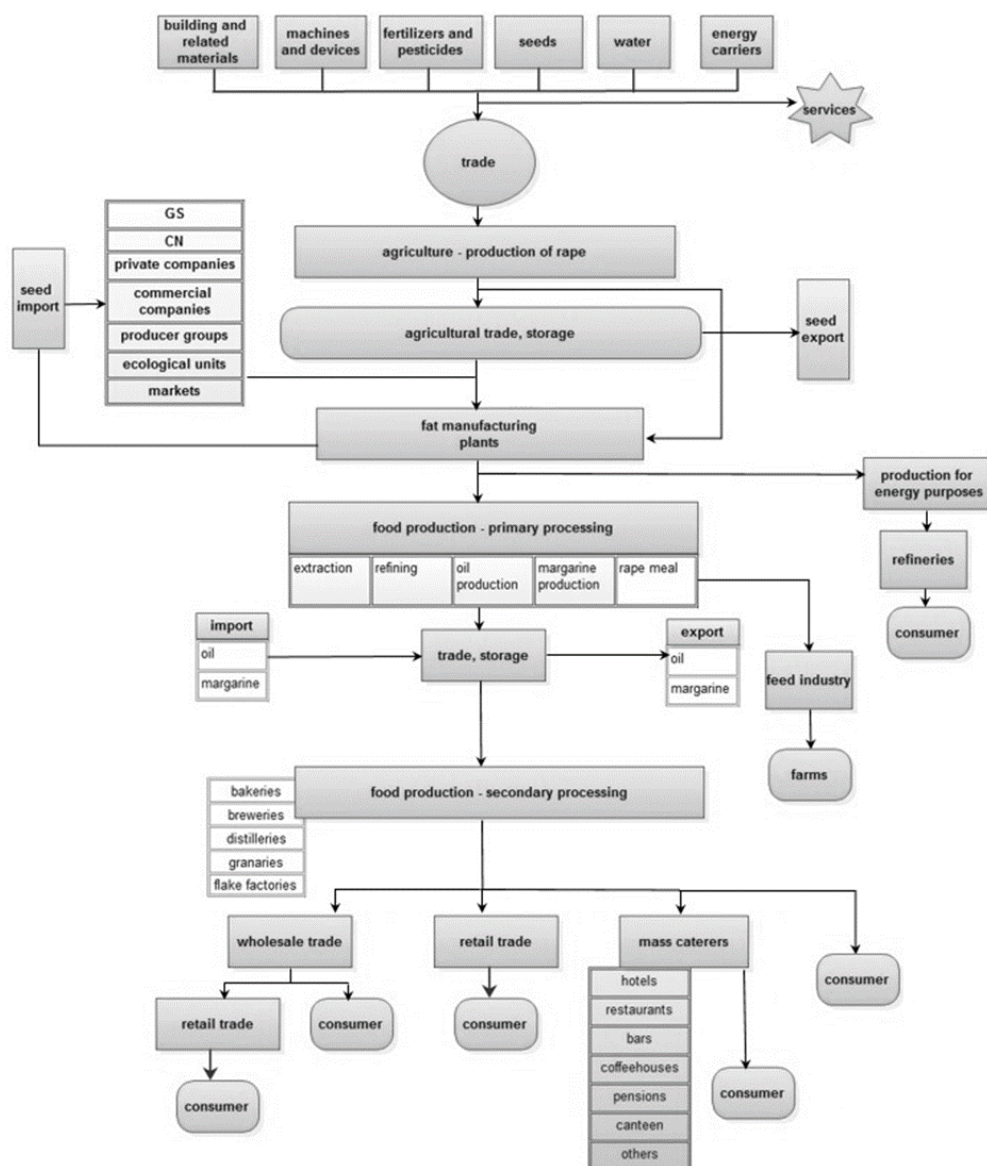 building and
related
materials
machines
and devices
fertilizers and
pesticides
seeds
water
energy
carriers
services
trade
GS
CN
private companies
commercial
companies
producer groups
ecological units
markets
seed
import
agriculture - production of rape
agricultural trade, storage
seed
export
fat manufacturing
plants
production for
energy purposes
refineries
consumer
food production - primary processing
extraction
refining
oil
production
margarine
production
rape meal
import
oil
margarine
trade, storage
export
oil
margarine
feed industry
farms
food production - secondary processing
bakeries
breweries
distilleries
granaries
flake factories
wholesale trade
retail trade
mass caterers
consumer
retail trade
consumer
consumer
consumer
hotels
restaurants
bars
coffeehouses
pensions
canteen
others
consumer